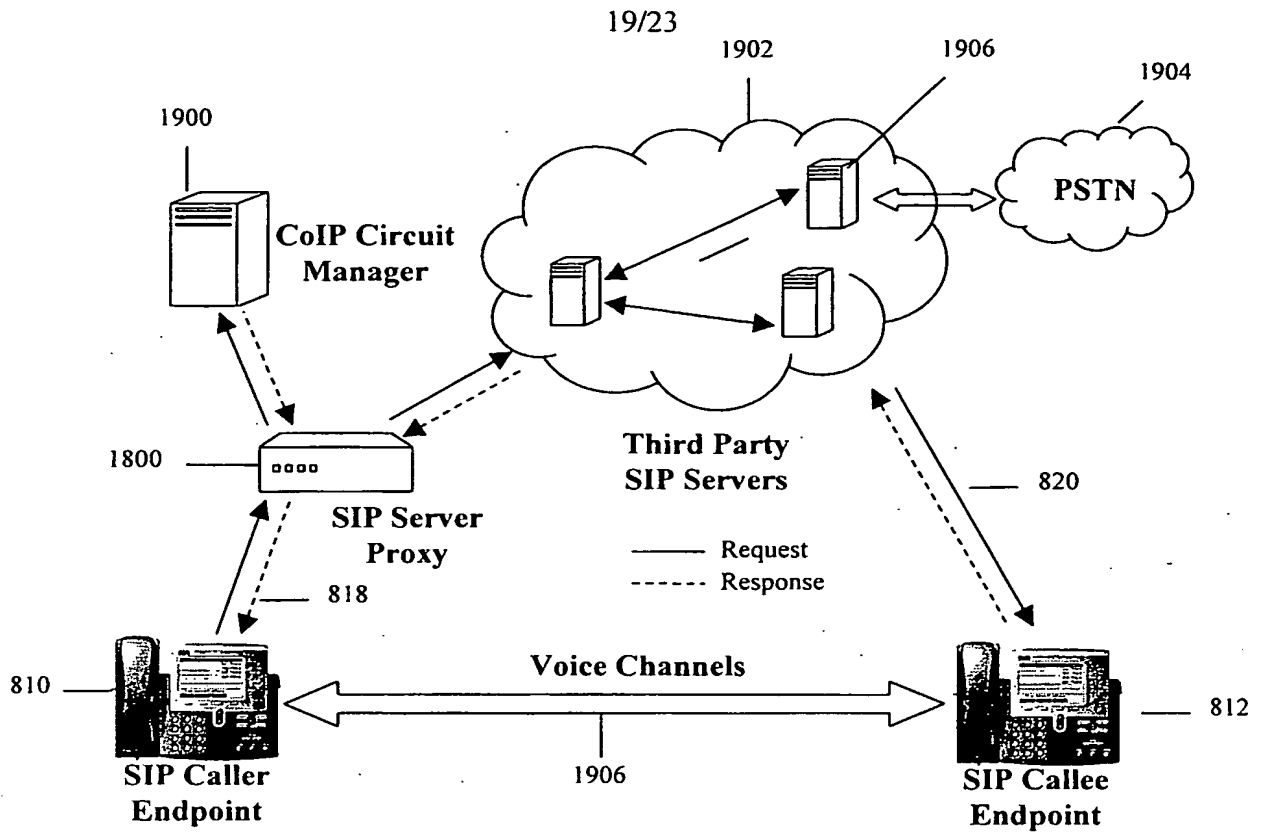 19/23
1902
1906
1904
1900
PSTN
CoIP Circuit
Manager
Third Party
SIP Servers
1800
820
SIP Server
Proxy
Request
Response
818
Voice Channels
810
812
1906
SIP Caller
Endpoint
SIP Callee
Endpoint